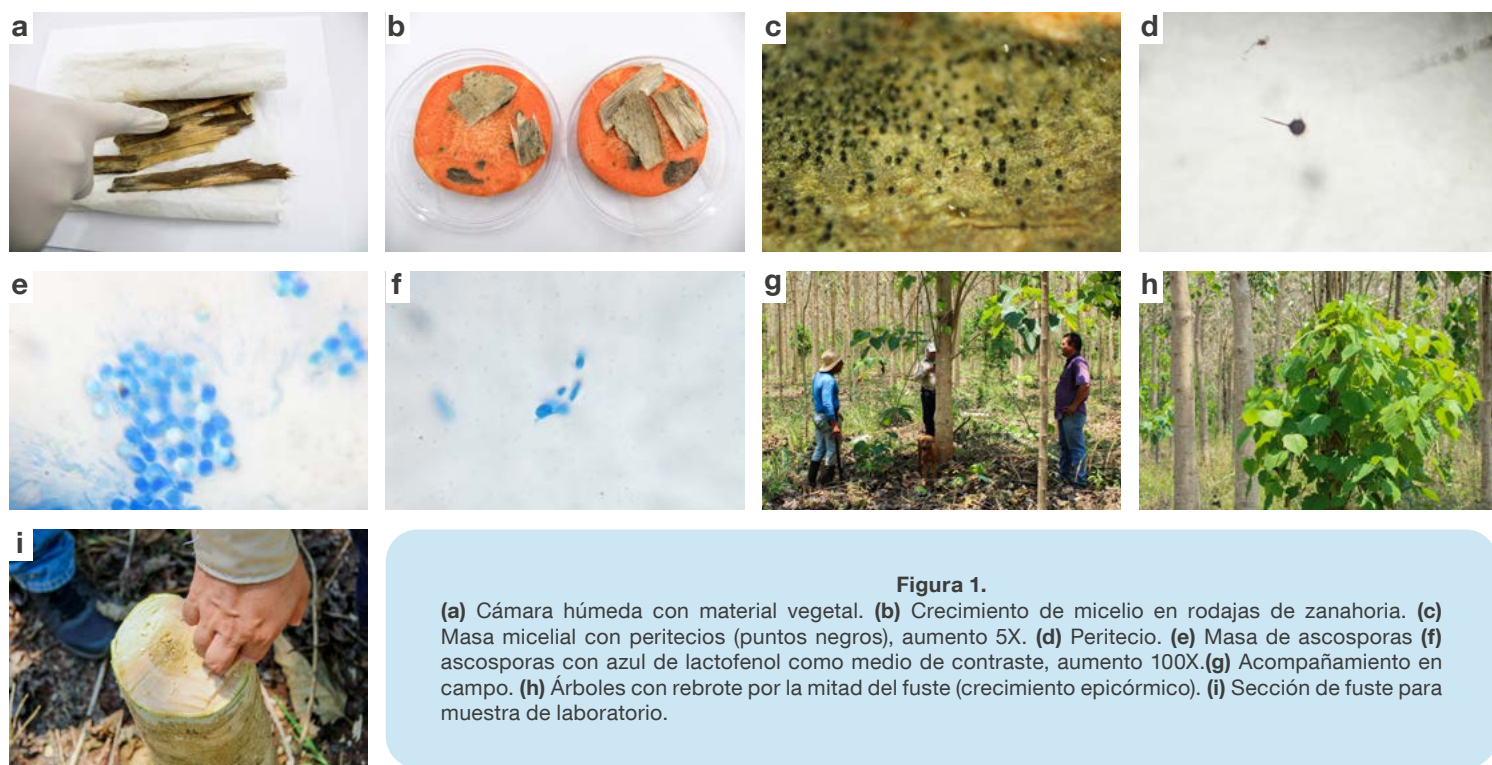 a
b
c
d
e
f
g
h
i
Figura 1.
(a) Cámara húmeda con material vegetal. (b) Crecimiento de micelio en rodajas de zanahoria. (c)
Masa micelial con peritecios (puntos negros), aumento 5X. (d) Peritecio. (e) Masa de ascosporas (f)
ascosporas con azul de lactofenol como medio de contraste, aumento 100X.(g) Acompañamiento en
campo. (h) Árboles con rebrote por la mitad del fuste (crecimiento epicórmico). (i) Sección de fuste para
muestra de laboratorio.